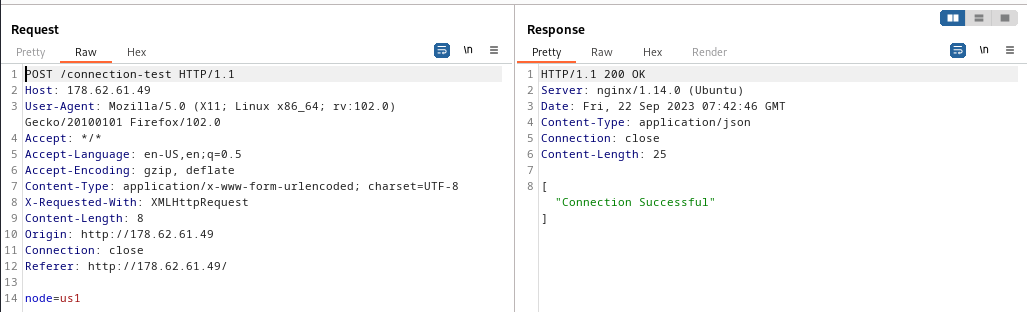 Request
Pretty Raw Hex \n
1 POST /connection-test HTTP/1.1
2 Host: 178.62.61.49
3 User-Agent: Mozilla/5.0 (X11; Linux x86_64; rv:102.0)
Gecko/20100101 Firefox/102.0
4 Accept: */*
5 Accept-Language: en-US,en;q=0.5
6 Accept-Encoding: gzip, deflate
7 Content-Type: application/x-www-form-urlencoded; charset=UTF-8
8 X-Requested-With: XMLHttpRequest
9 Content-Length: 8
10 Origin: http://178.62.61.49
11 Connection: close
12 Referer: http://178.62.61.49/
13
14 node=us1
Response
Pretty Raw Hex Render \n
1 HTTP/1.1 200 OK
2 Server: nginx/1.14.0 (Ubuntu)
3 Date: Fri, 22 Sep 2023 07:42:46 GMT
4 Content-Type: application/json
5 Connection: close
6 Content-Length: 25
7
8 [
"Connection Successful"
]